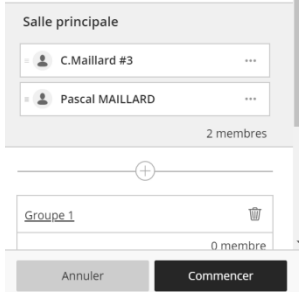 Salle principale
C.Maillard #3
Pascal MAILLARD
2 membres
Groupe 1
0 membre
Annuler
Commencer